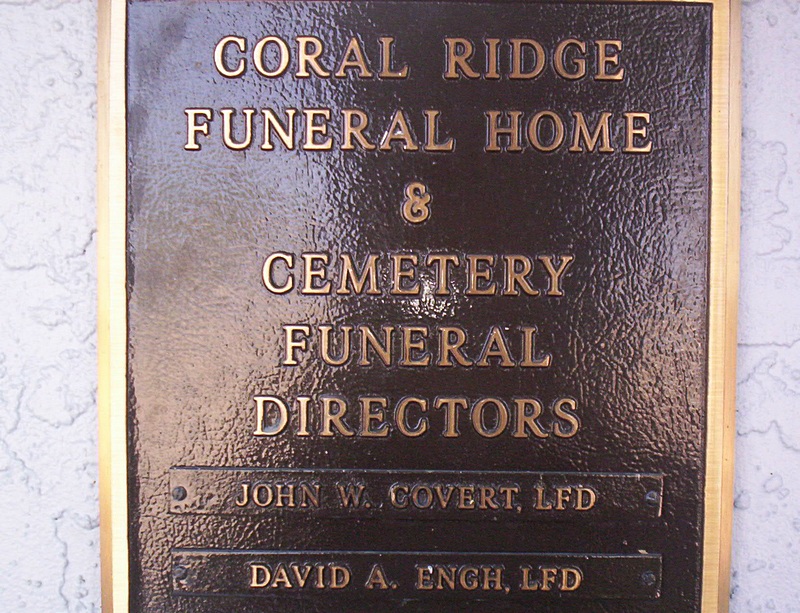 CORAL RIDGE
FUNERAL HOME
&
CEMETERY
FUNERAL
DIRECTORS
JOHN W. COVERT, LFD
DAVID A. ENGH, LFD